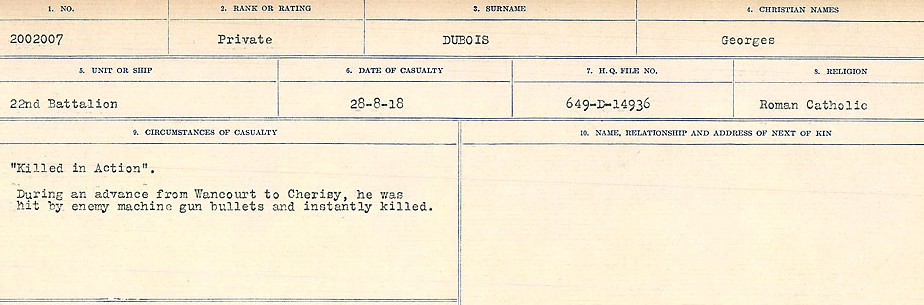 1. NO. 2. RANK OR RATING 3. SURNAME 4. CHRISTIAN NAMES
2002007 Private DUBOIS Georges
5. UNIT OR SHIP 6. DATE OF CASUALTY 7. H.Q. FILE NO. 8. RELIGION
22nd Battalion 28-8-18 649-D-14936 Roman Catholic
9. CIRCUMSTANCES OF CASUALTY 10. NAME, RELATIONSHIP AND ADDRESS OF NEXT OF KIN
"Killed in Action".
During an advance from Wancourt to Cherisy, he was
hit by enemy machine gun bullets and instantly killed.